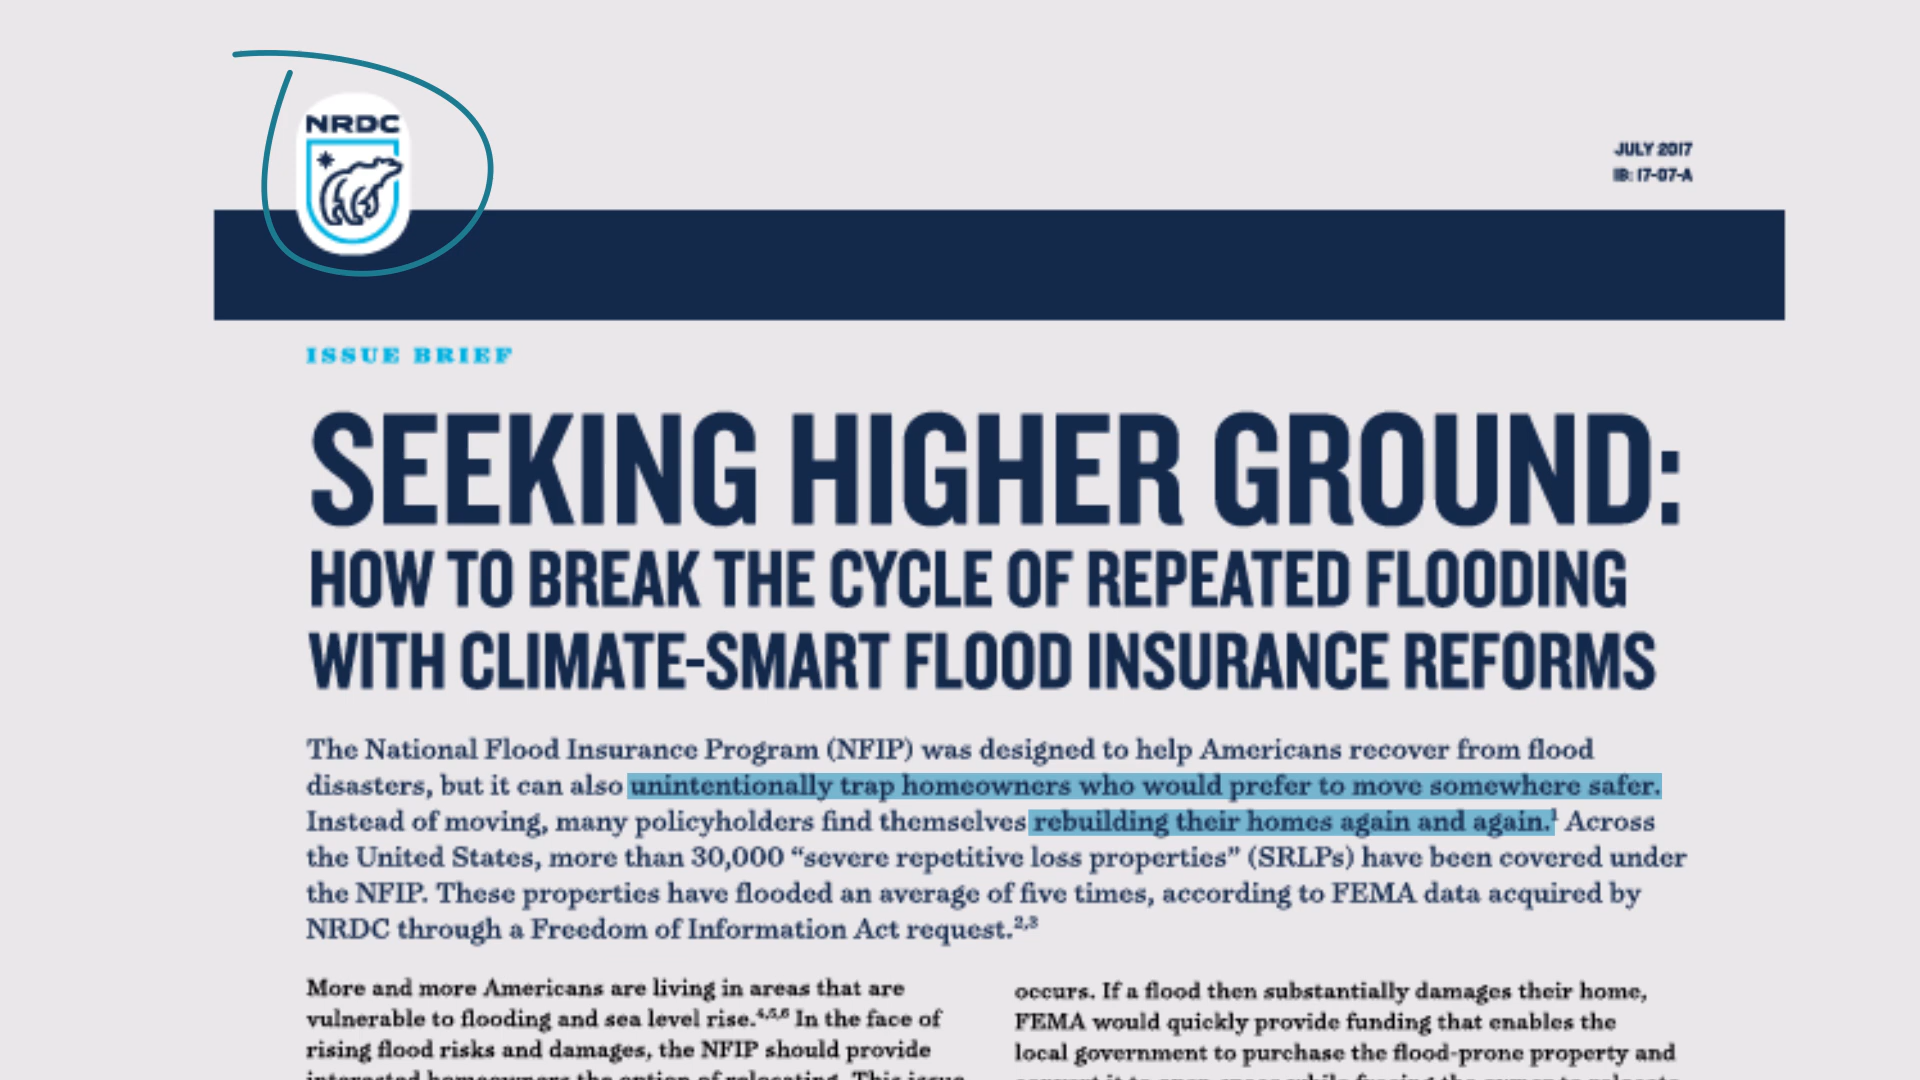 NRDC
JULY 2017
IB: 17-07-A
ISSUE BRIEF
SEEKING HIGHER GROUND:
HOW TO BREAK THE CYCLE OF REPEATED FLOODING
WITH CLIMATE-SMART FLOOD INSURANCE REFORMS
The National Flood Insurance Program (NFIP) was designed to help Americans recover from flood
disasters, but it can also unintentionally trap homeowners who would prefer to move somewhere safer.
Instead of moving, many policyholders find themselves rebuilding their homes again and again.¹ Across
the United States, more than 30,000 “severe repetitive loss properties” (SRLPs) have been covered under
the NFIP. These properties have flooded an average of five times, according to FEMA data acquired by
NRDC through a Freedom of Information Act request.²,³
More and more Americans are living in areas that are
vulnerable to flooding and sea level rise.⁴,⁵,⁶ In the face of
rising flood risks and damages, the NFIP should provide
interested homeowners the option of relocating. This issue
occurs. If a flood then substantially damages their home,
FEMA would quickly provide funding that enables the
local government to purchase the flood-prone property and